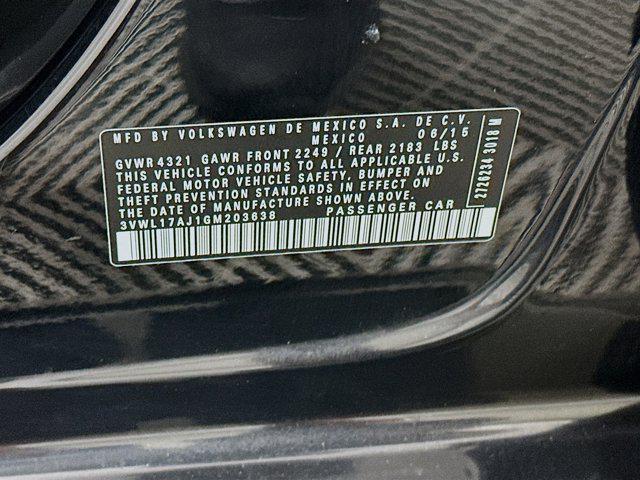 MFD BY VOLKSWAGEN DE MEXICO S.A. DE C.V.
MEXICO 06/15
GVWR 4321 GAWR FRONT 2249/ REAR 2183 LBS
THIS VEHICLE CONFORMS TO ALL APPLICABLE U.S.
FEDERAL MOTOR VEHICLE SAFETY, BUMPER AND
THEFT PREVENTION STANDARDS IN EFFECT ON
THE DATE OF MANUFACTURE SHOWN ABOVE.
3VWL17AJ1GM203638 PASSENGER CAR
2726234 3018 M